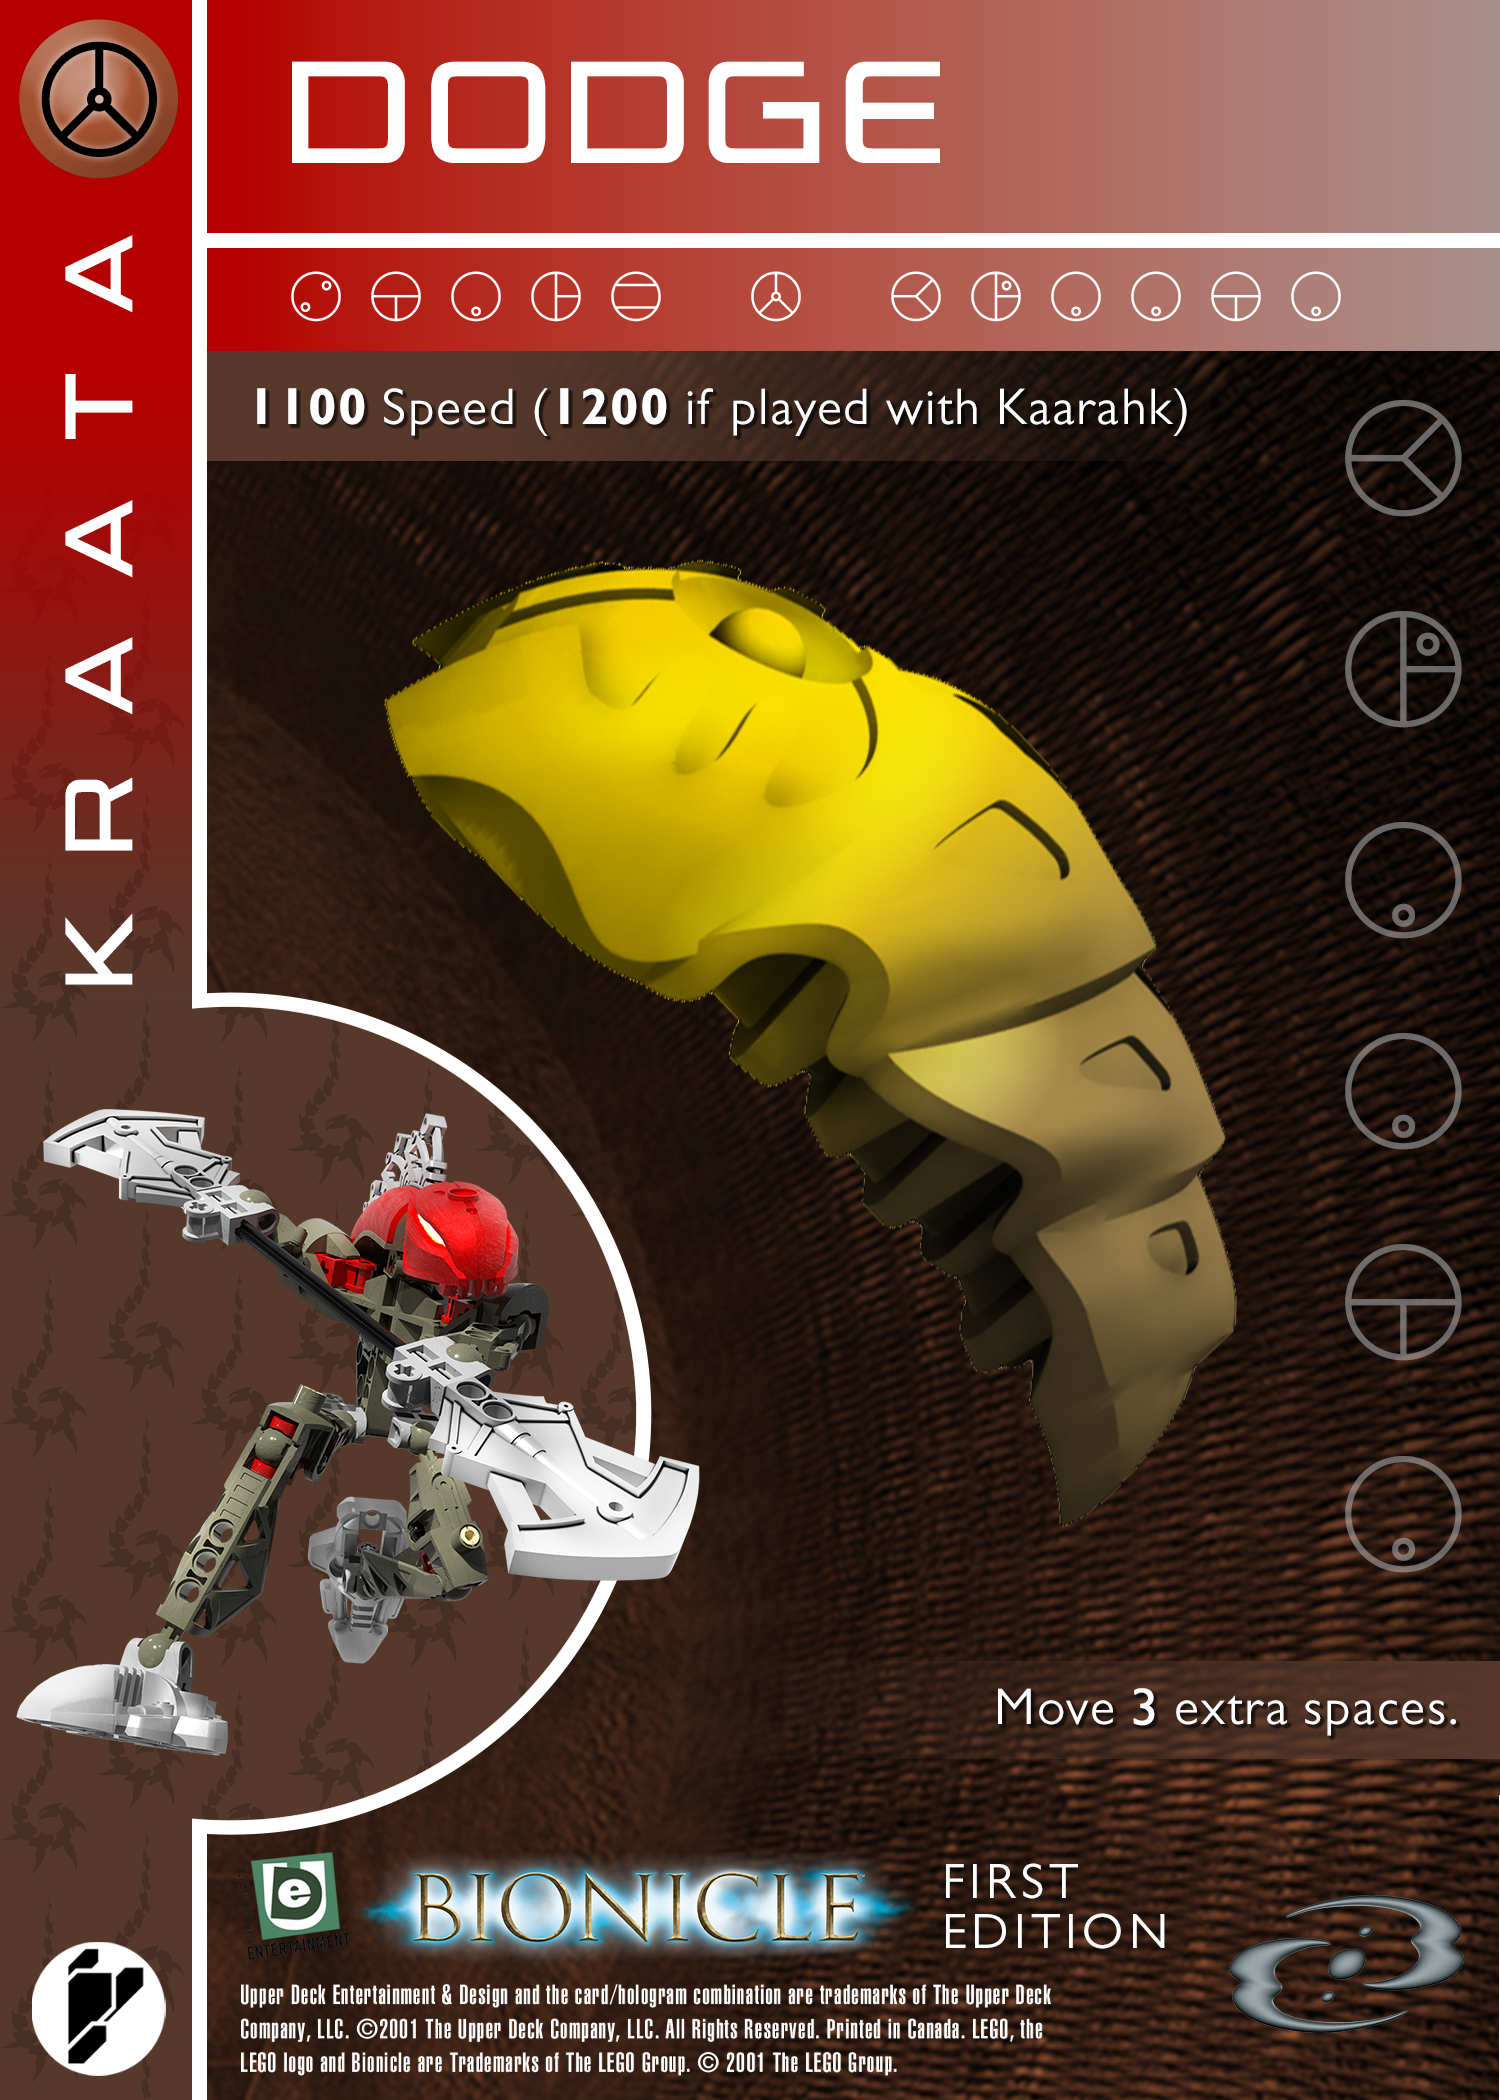 DODGE
KRAATA
1100 Speed (1200 if played with Kaarahk)
Move 3 extra spaces.
e
ENTERTAINMENT
BIONICLE
FIRST
EDITION
Upper Deck Entertainment & Design and the card/hologram combination are trademarks of The Upper Deck
Company, LLC. ©2001 The Upper Deck Company, LLC. All Rights Reserved. Printed in Canada. LEGO, the
LEGO logo and Bionicle are Trademarks of The LEGO Group. © 2001 The LEGO Group.